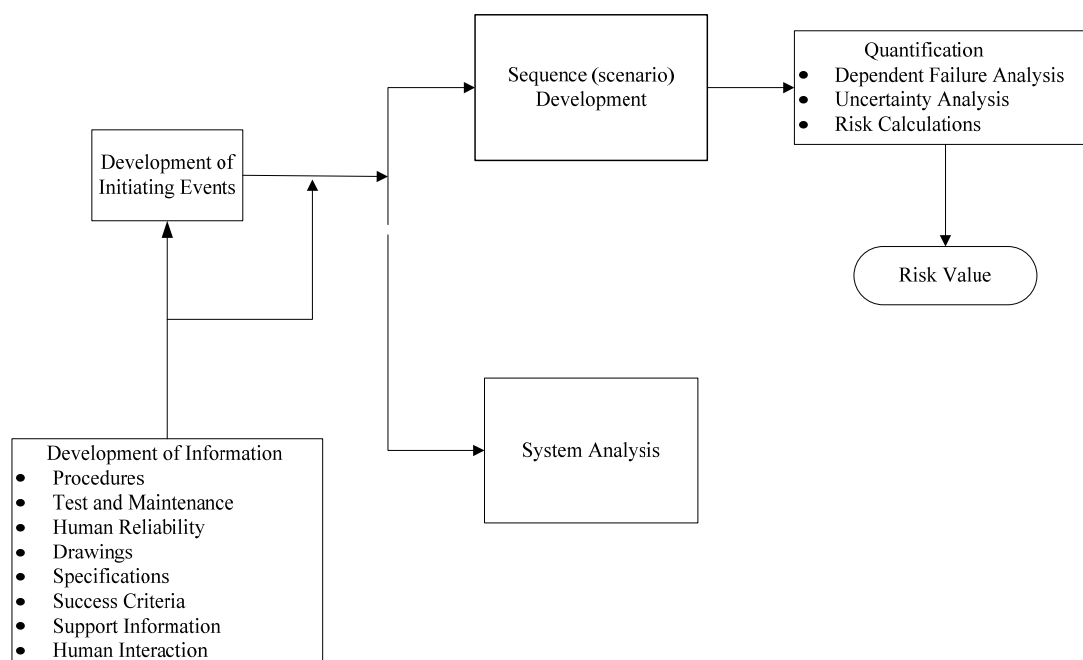 Sequence (scenario)
Development
Quantification
• Dependent Failure Analysis
• Uncertainty Analysis
• Risk Calculations
Development of
Initiating Events
Risk Value
System Analysis
Development of Information
• Procedures
• Test and Maintenance
• Human Reliability
• Drawings
• Specifications
• Success Criteria
• Support Information
• Human Interaction